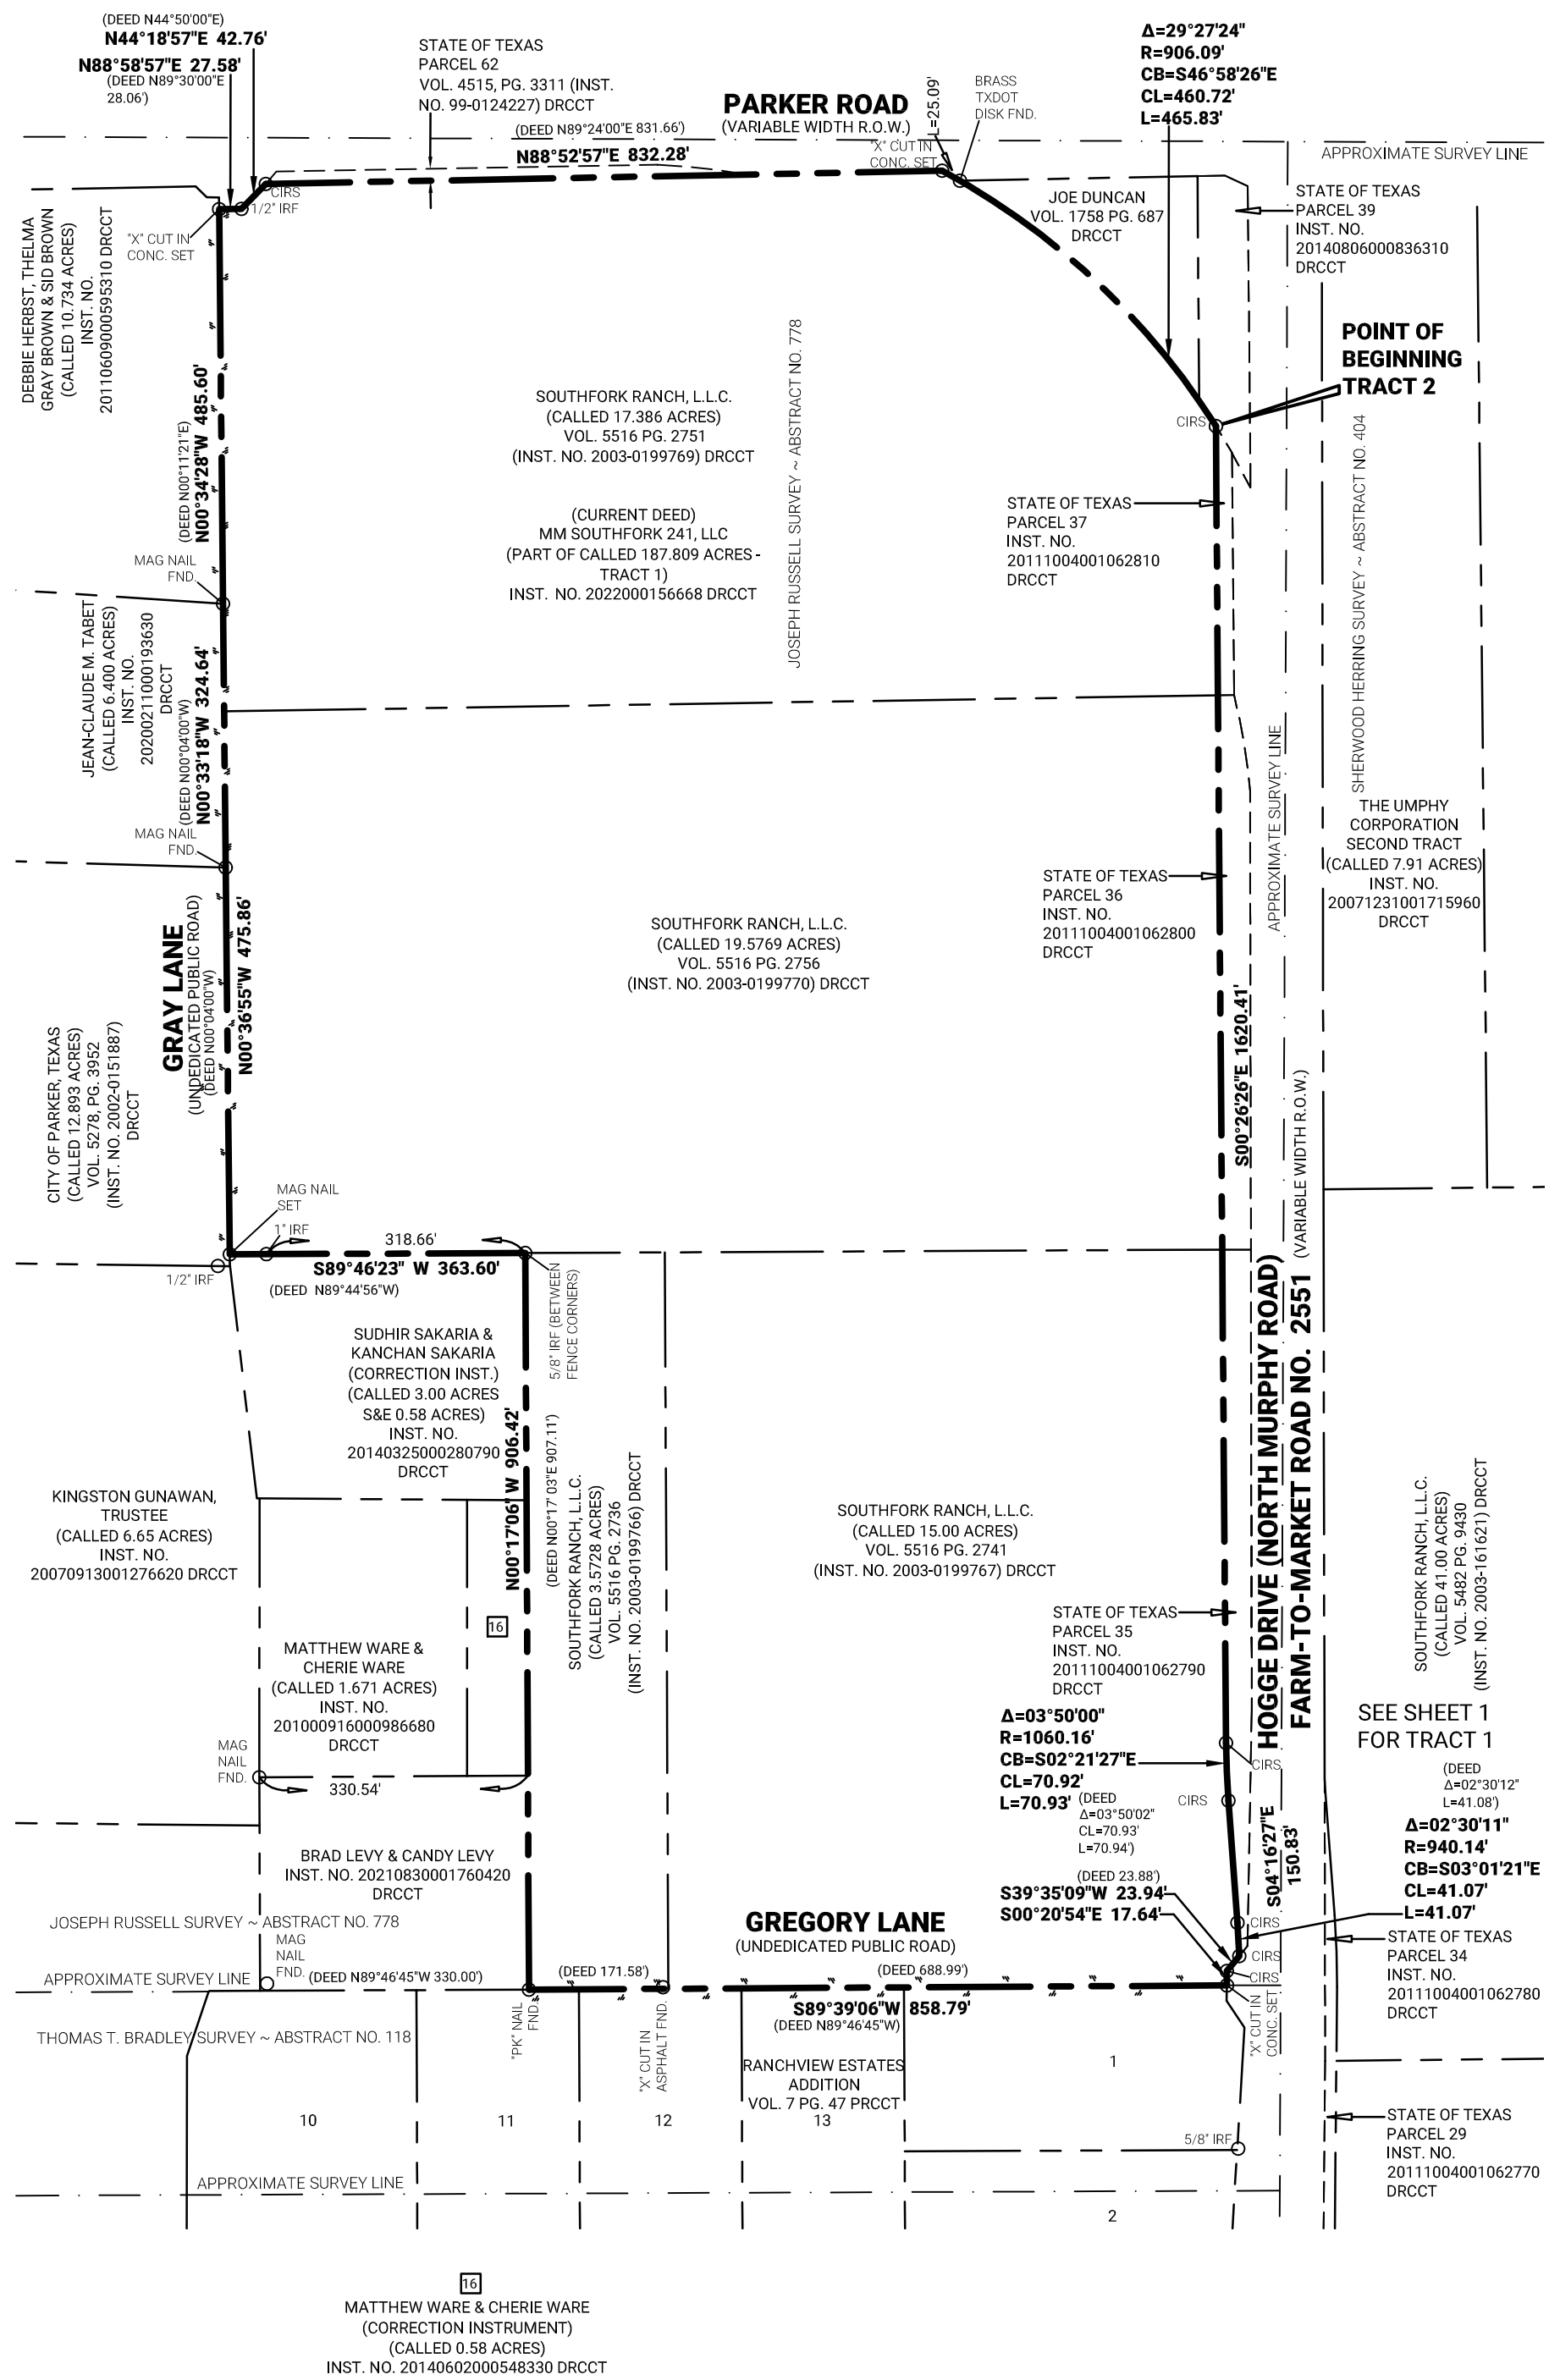 (DEED N44°50'00"E)
N44°18'57"E 42.76'
N88°58'57"E 27.58'
(DEED N89°30'00"E
28.06')
STATE OF TEXAS
PARCEL 62
VOL. 4515, PG. 3311 (INST.
NO. 99-0124227) DRCCT
(DEED N89°24'00"E 831.66')
N88°52'57"E 832.28'
PARKER ROAD
(VARIABLE WIDTH R.O.W.)
"X" CUT IN
CONC. SET
L=25.09'
BRASS
TXDOT
DISK FND.
Δ=29°27'24"
R=906.09'
CB=S46°58'26"E
CL=460.72'
L=465.83'
APPROXIMATE SURVEY LINE
CIRS
1/2" IRF
"X" CUT IN
CONC. SET
JOE DUNCAN
VOL. 1758 PG. 687
DRCCT
STATE OF TEXAS
PARCEL 39
INST. NO.
20140806000836310
DRCCT
DEBBIE HERBST, THELMA
GRAY BROWN & SID BROWN
(CALLED 10.734 ACRES)
INST. NO.
20110609000595310 DRCCT
POINT OF
BEGINNING
TRACT 2
CIRS
(DEED N00°11'21"E)
N00°34'28"W 485.60'
SOUTHFORK RANCH, L.L.C.
(CALLED 17.386 ACRES)
VOL. 5516 PG. 2751
(INST. NO. 2003-0199769) DRCCT
(CURRENT DEED)
MM SOUTHFORK 241, LLC
(PART OF CALLED 187.809 ACRES -
TRACT 1)
INST. NO. 2022000156668 DRCCT
JOSEPH RUSSELL SURVEY ~ ABSTRACT NO. 778
STATE OF TEXAS
PARCEL 37
INST. NO.
20111004001062810
DRCCT
SHERWOOD HERRING SURVEY ~ ABSTRACT NO. 404
MAG NAIL
FND.
JEAN-CLAUDE M. TABET
(CALLED 6.400 ACRES)
INST. NO.
20200211000193630
DRCCT
(DEED N00°04'00"W)
N00°33'18"W 324.64'
MAG NAIL
FND.
APPROXIMATE SURVEY LINE
THE UMPHY
CORPORATION
SECOND TRACT
(CALLED 7.91 ACRES)
INST. NO.
20071231001715960
DRCCT
STATE OF TEXAS
PARCEL 36
INST. NO.
20111004001062800
DRCCT
SOUTHFORK RANCH, L.L.C.
(CALLED 19.5769 ACRES)
VOL. 5516 PG. 2756
(INST. NO. 2003-0199770) DRCCT
GRAY LANE
(UNDEDICATED PUBLIC ROAD)
(DEED N00°04'00"W)
N00°36'55"W 475.86'
CITY OF PARKER, TEXAS
(CALLED 12.893 ACRES)
VOL. 5278, PG. 3952
(INST. NO. 2002-0151887)
DRCCT
S00°26'26"E 1620.41'
MAG NAIL
SET
1" IRF
318.66'
1/2" IRF
S89°46'23" W 363.60'
(DEED N89°44'56"W)
5/8" IRF (BETWEEN
FENCE CORNERS)
HOGGE DRIVE (NORTH MURPHY ROAD)
FARM-TO-MARKET ROAD NO. 2551 (VARIABLE WIDTH R.O.W.)
SUDHIR SAKARIA &
KANCHAN SAKARIA
(CORRECTION INST.)
(CALLED 3.00 ACRES
S&E 0.58 ACRES)
INST. NO.
20140325000280790
DRCCT
N00°17'06" W 906.42'
(DEED N00°17' 03"E 907.11')
SOUTHFORK RANCH, L.L.C.
(CALLED 3.5728 ACRES)
VOL. 5516 PG. 2736
(INST. NO. 2003-0199766) DRCCT
KINGSTON GUNAWAN,
TRUSTEE
(CALLED 6.65 ACRES)
INST. NO.
20070913001276620 DRCCT
SOUTHFORK RANCH, L.L.C.
(CALLED 15.00 ACRES)
VOL. 5516 PG. 2741
(INST. NO. 2003-0199767) DRCCT
SOUTHFORK RANCH, L.L.C.
(CALLED 41.00 ACRES)
VOL. 5482 PG. 9430
(INST. NO. 2003-161621) DRCCT
16
MATTHEW WARE &
CHERIE WARE
(CALLED 1.671 ACRES)
INST. NO.
201000916000986680
DRCCT
STATE OF TEXAS
PARCEL 35
INST. NO.
20111004001062790
DRCCT
SEE SHEET 1
FOR TRACT 1
MAG
NAIL
FND.
330.54'
Δ=03°50'00"
R=1060.16'
CB=S02°21'27"E
CL=70.92'
L=70.93'
(DEED
Δ=03°50'02"
CL=70.93'
L=70.94')
CIRS
CIRS
(DEED
Δ=02°30'12"
L=41.08')
Δ=02°30'11"
R=940.14'
CB=S03°01'21"E
CL=41.07'
L=41.07'
S04°16'27"E
150.83'
BRAD LEVY & CANDY LEVY
INST. NO. 20210830001760420
DRCCT
(DEED 23.88')
S39°35'09"W 23.94'
S00°20'54"E 17.64'
JOSEPH RUSSELL SURVEY ~ ABSTRACT NO. 778
GREGORY LANE
(UNDEDICATED PUBLIC ROAD)
CIRS
CIRS
CIRS
STATE OF TEXAS
PARCEL 34
INST. NO.
20111004001062780
DRCCT
MAG
NAIL
FND.
APPROXIMATE SURVEY LINE
(DEED N89°46'45"W 330.00')
(DEED 171.58')
(DEED 688.99')
S89°39'06"W 858.79'
(DEED N89°46'45"W)
"PK" NAIL
FND.
"X" CUT IN
ASPHALT FND.
"X" CUT IN
CONC. SET
THOMAS T. BRADLEY SURVEY ~ ABSTRACT NO. 118
RANCHVIEW ESTATES
ADDITION
VOL. 7 PG. 47 PRCCT
10
11
12
13
1
5/8" IRF
STATE OF TEXAS
PARCEL 29
INST. NO.
20111004001062770
DRCCT
APPROXIMATE SURVEY LINE
2
16
MATTHEW WARE & CHERIE WARE
(CORRECTION INSTRUMENT)
(CALLED 0.58 ACRES)
INST. NO. 20140602000548330 DRCCT